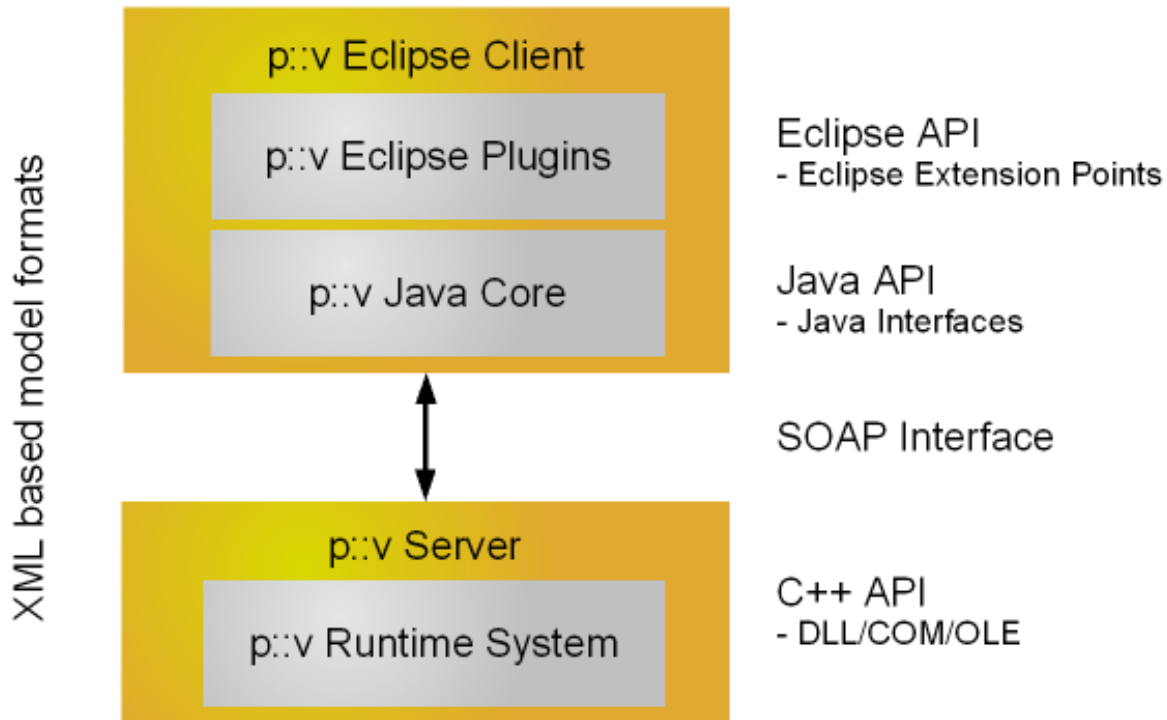 XML based model formats
p::v Eclipse Client
p::v Eclipse Plugins
Eclipse API
- Eclipse Extension Points
p::v Java Core
Java API
- Java Interfaces
SOAP Interface
p::v Server
p::v Runtime System
C++ API
- DLL/COM/OLE